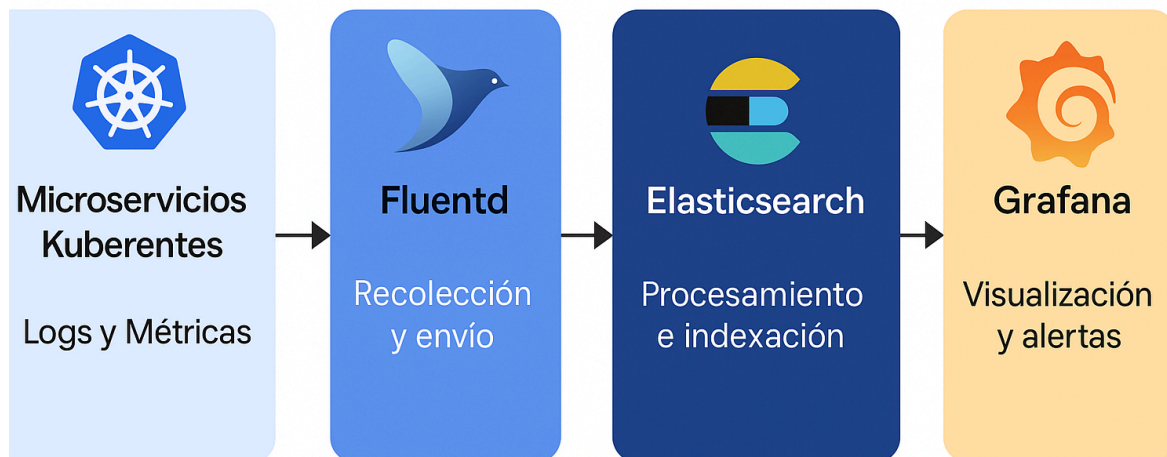 Microservicios
Kuberentes
Logs y Métricas
Fluentd
Recolección
y envío
Elasticsearch
Procesamiento
e indexación
Grafana
Visualización
y alertas